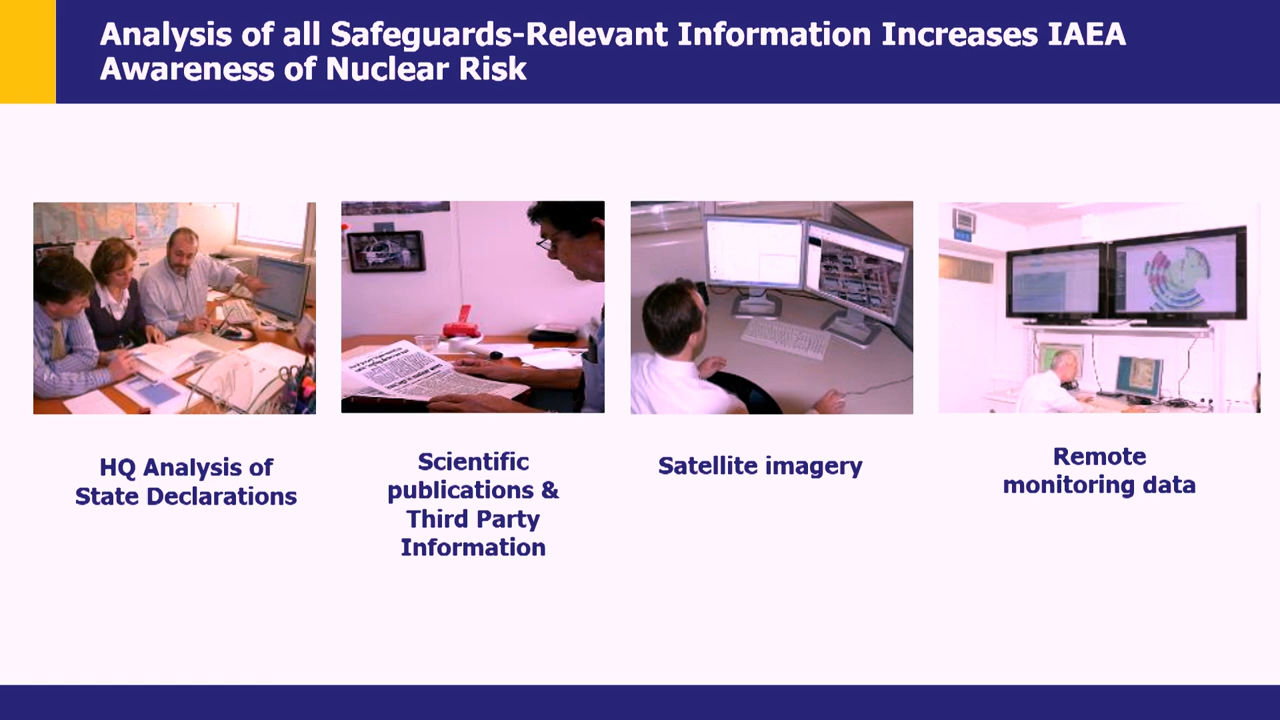 Analysis of all Safeguards-Relevant Information Increases IAEA
Awareness of Nuclear Risk
HQ Analysis of
State Declarations
Scientific
publications &
Third Party
Information
Satellite imagery
Remote
monitoring data